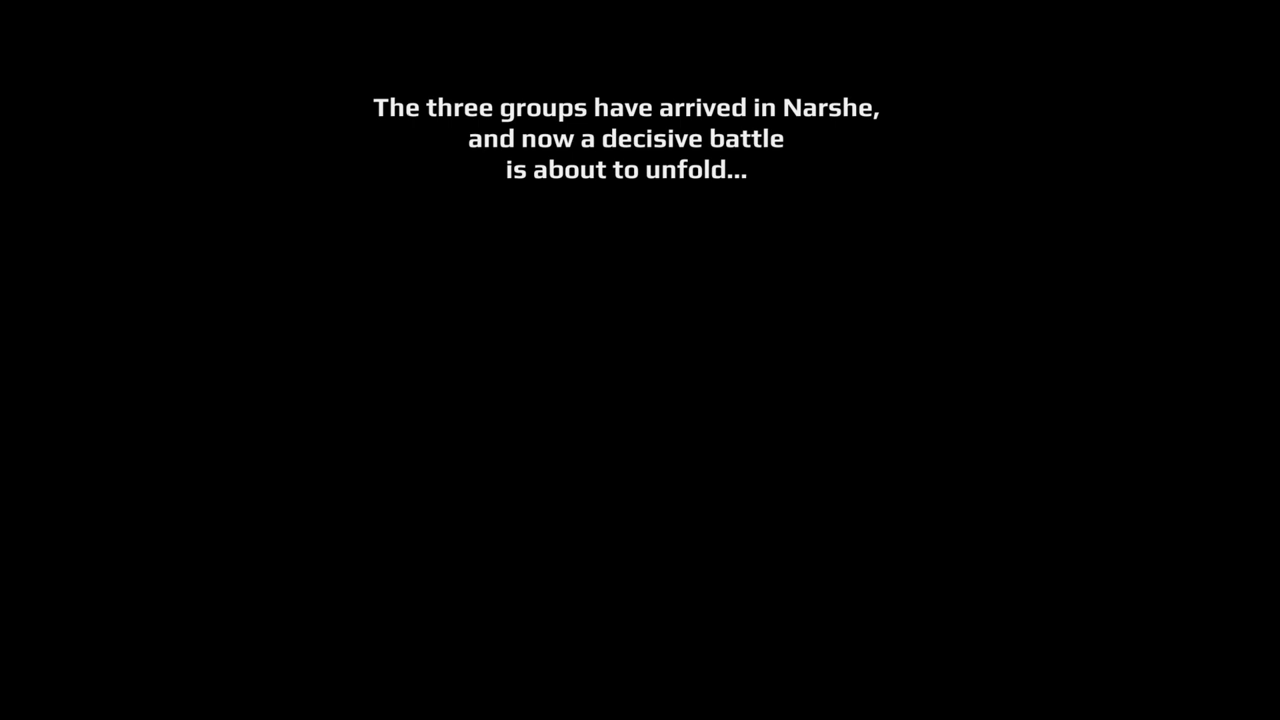 The three groups have arrived in Narshe,
and now a decisive battle
is about to unfold...